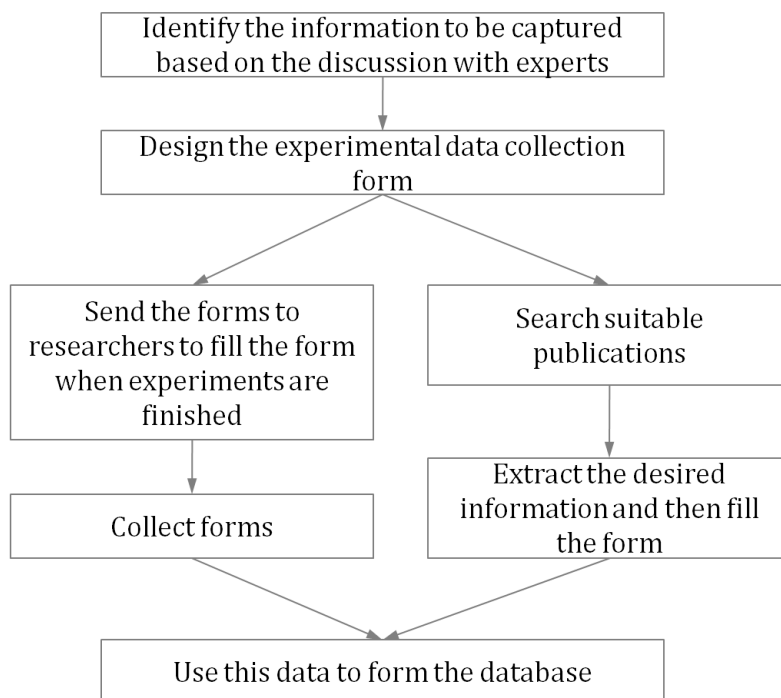 Identify the information to be captured
based on the discussion with experts
Design the experimental data collection
form
Send the forms to
researchers to fill the form
when experiments are
finished
Search suitable
publications
Collect forms
Extract the desired
information and then fill
the form
Use this data to form the database